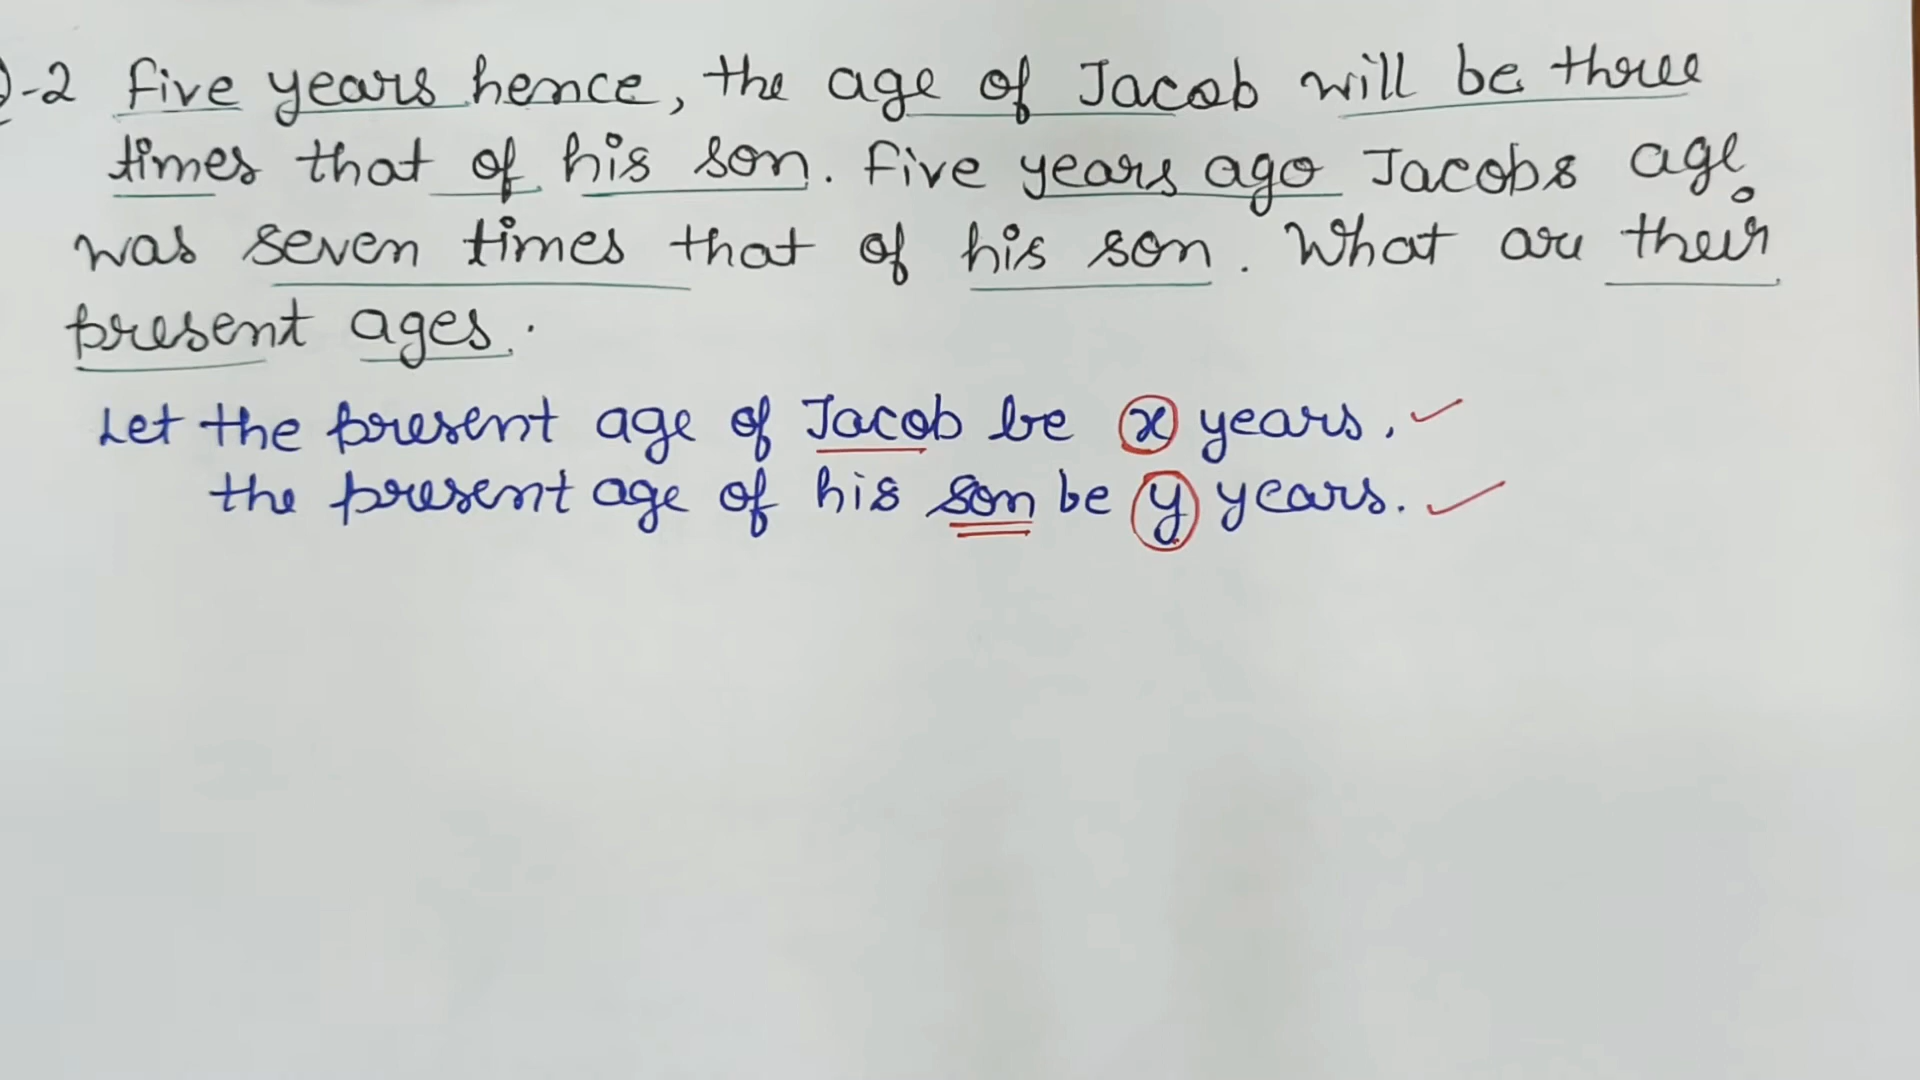 -2 Five years hence, the age of Jacob will be three
times that of his son. Five years ago Jacobs age
was seven times that of his son. What are their
present ages.
Let the present age of Jacob be x years.
the present age of his son be y years.